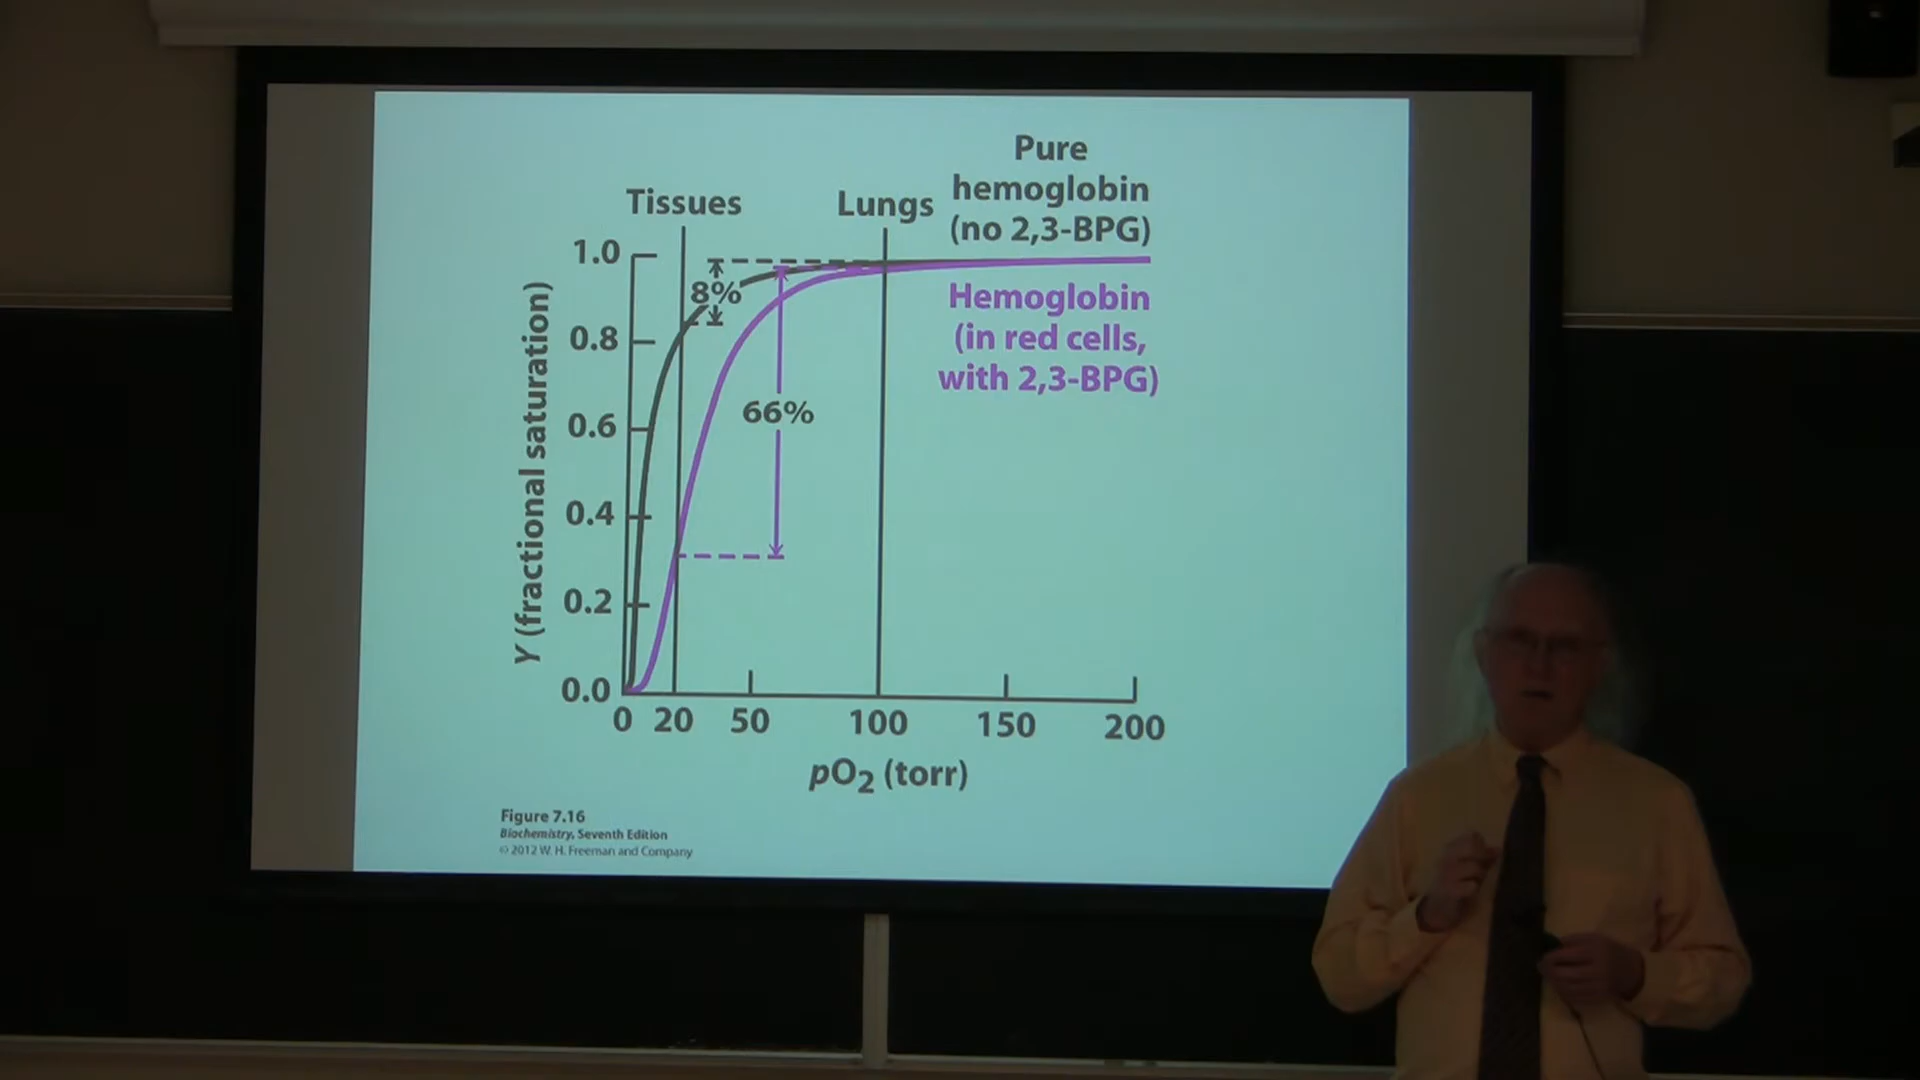 Pure
hemoglobin
(no 2,3-BPG)
Tissues
Lungs
1.0
8%
Hemoglobin
(in red cells,
with 2,3-BPG)
0.8
66%
0.6
0.4
0.2
0.0
Y (fractional saturation)
0 20 50 100 150 200
pO2 (torr)
Figure 7.16
Biochemistry, Seventh Edition
© 2012 W. H. Freeman and Company